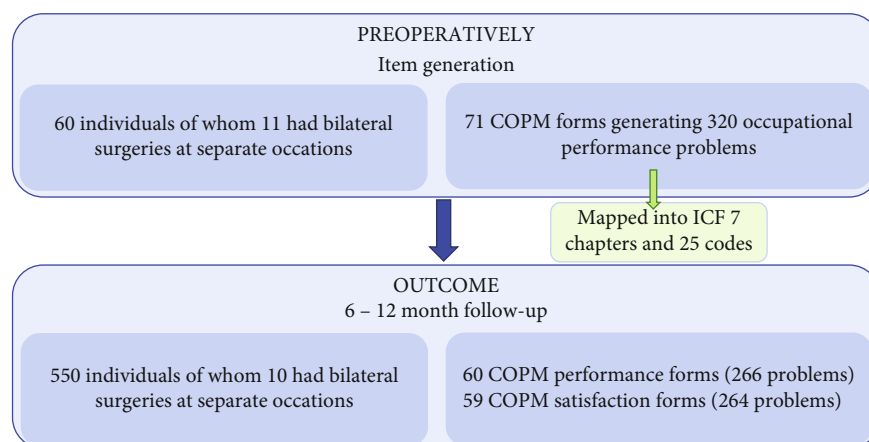 PREOPERATIVELY
Item generation
60 individuals of whom 11 had bilateral
surgeries at separate occations
71 COPM forms generating 320 occupational
performance problems
Mapped into ICF 7
chapters and 25 codes
OUTCOME
6 – 12 month follow-up
550 individuals of whom 10 had bilateral
surgeries at separate occations
60 COPM performance forms (266 problems)
59 COPM satisfaction forms (264 problems)